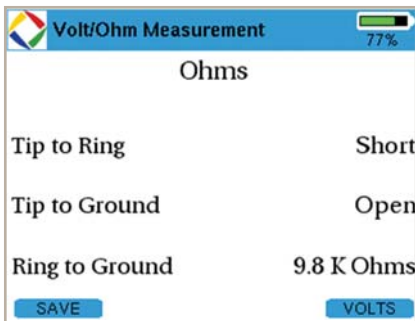 Volt/Ohm Measurement 77%
Ohms
Tip to Ring Short
Tip to Ground Open
Ring to Ground 9.8 K Ohms
SAVE VOLTS